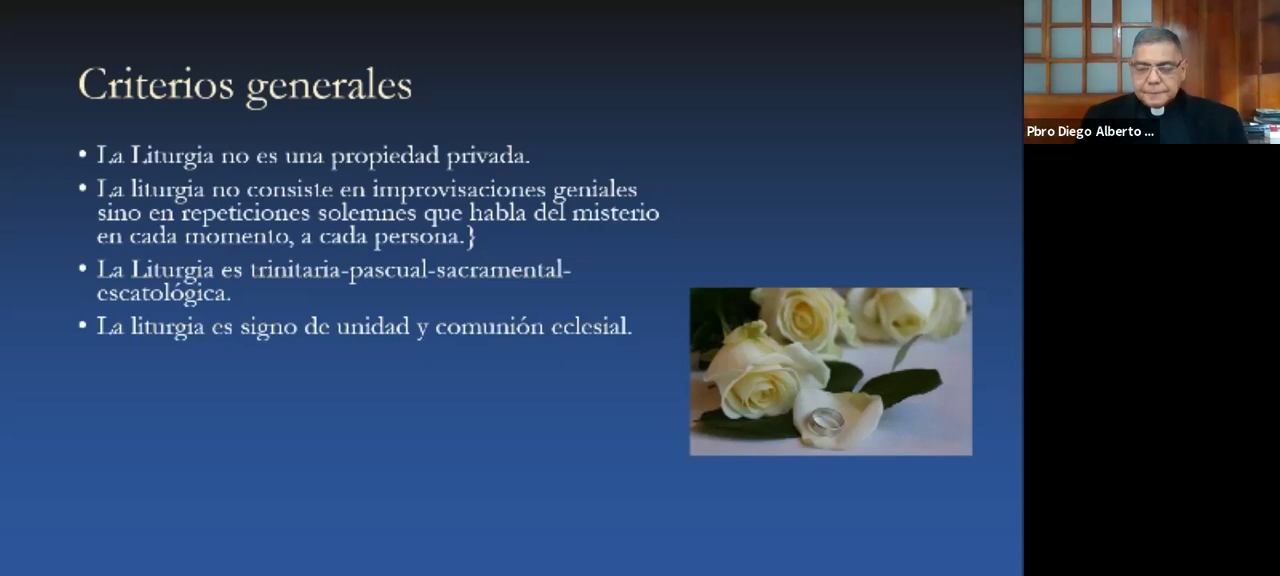 Criterios generales
• La Liturgia no es una propiedad privada.
• La liturgia no consiste en improvisaciones geniales
sino en repeticiones solemnes que habla del misterio
en cada momento, a cada persona.}
• La Liturgia es trinitaria-pascual-sacramental-
escatológica.
• La liturgia es signo de unidad y comunión eclesial.
Pbro Diego Alberto ...